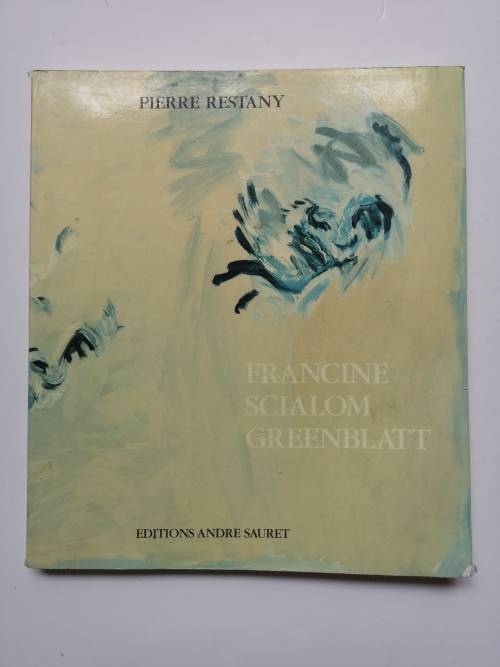 PIERRE RESTANY
FRANCINE
SCIALOM
GREENBLATT
EDITIONS ANDRE SAURET